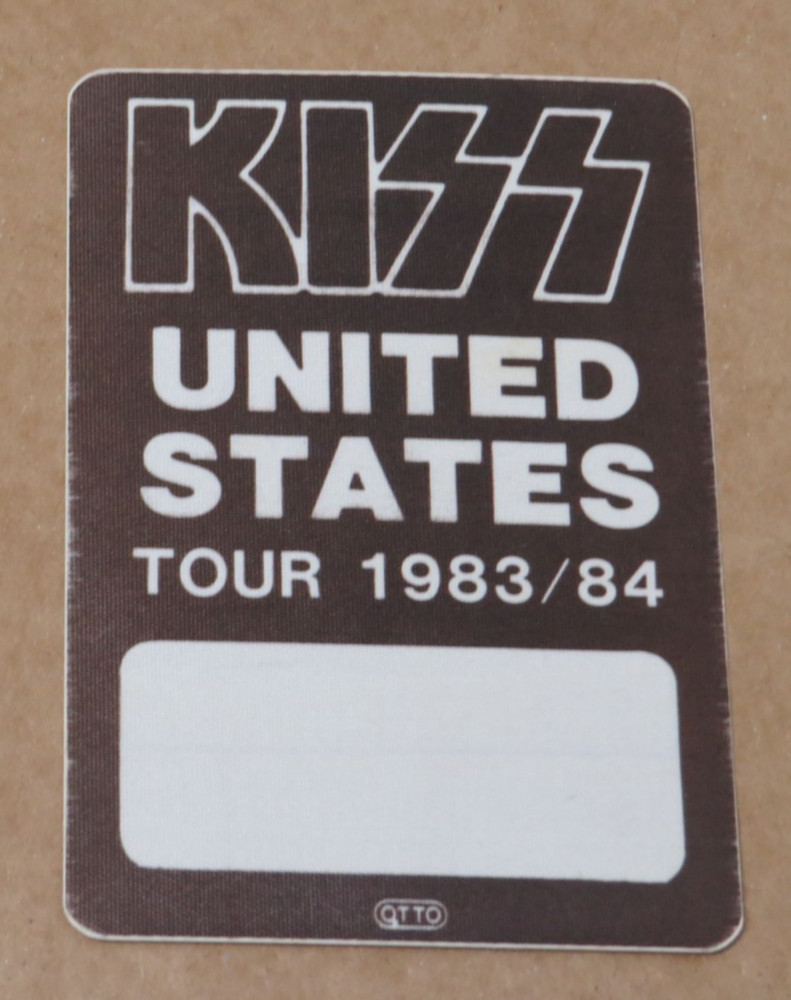 KISS
UNITED
STATES
TOUR 1983/84
OTTO